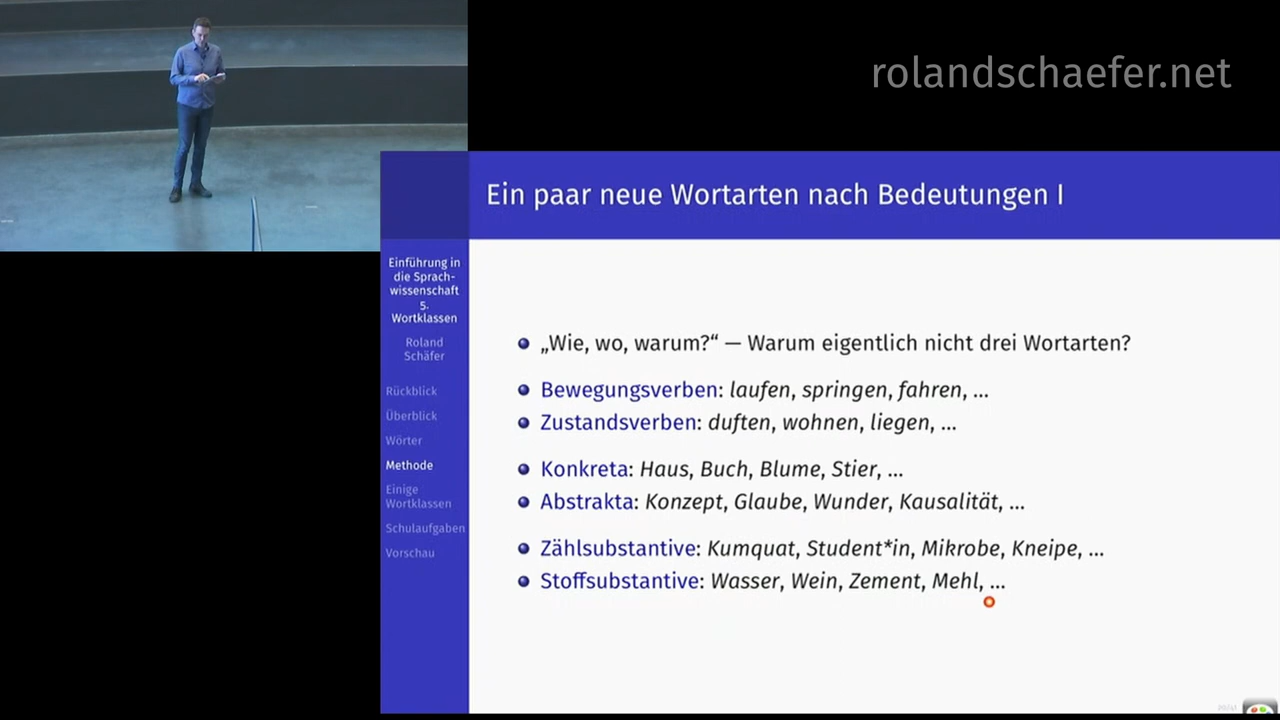 rolandschaefer.net
Ein paar neue Wortarten nach Bedeutungen I
Einführung in
die Sprach-
wissenschaft
5.
Wortklassen
Roland
Schäfer
Rückblick
Überblick
Wörter
Methode
Einige
Wortklassen
Schulaufgaben
Vorschau
„Wie, wo, warum?“ — Warum eigentlich nicht drei Wortarten?
Bewegungsverben: laufen, springen, fahren, ...
Zustandsverben: duften, wohnen, liegen, ...
Konkreta: Haus, Buch, Blume, Stier, ...
Abstrakta: Konzept, Glaube, Wunder, Kausalität, ...
Zählsubstantive: Kumquat, Student*in, Mikrobe, Kneipe, ...
Stoffsubstantive: Wasser, Wein, Zement, Mehl, ...